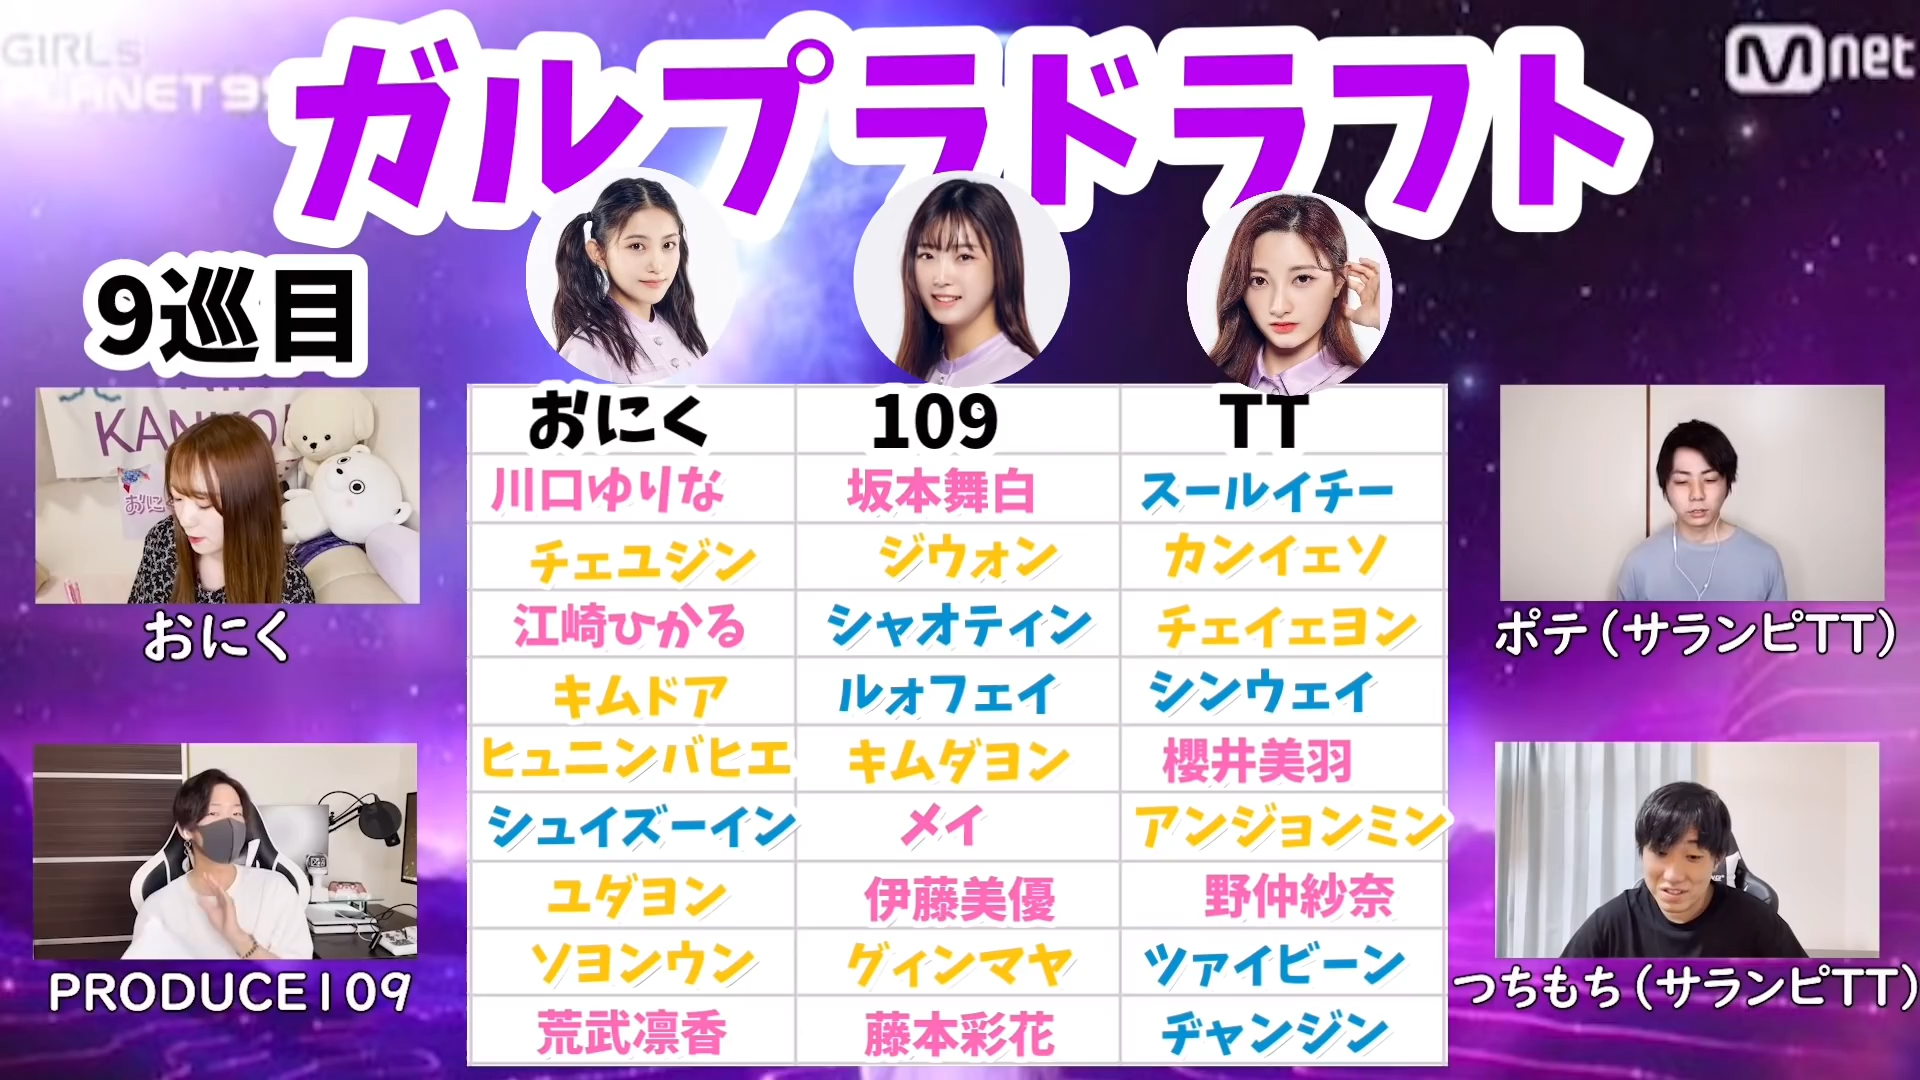 GIRLs
PLANET 99
Mnet
ガルプラドラフト
9巡目
KAN
おにく 109 TT
川口ゆりな 坂本舞白 スールイチー
チェユジン ジウォン カンイェソ
江崎ひかる シャオティン チェイェヨン
キムドア ルオフェイ シンウェイ
ヒュニンバヒエ キムダヨン 櫻井美羽
シュイズーイン メイ アンジョンミン
ユダヨン 伊藤美優 野仲紗奈
ソヨンウン グィンマヤ ツァイビーン
荒武凛香 藤本彩花 ヂャンジン
おにく
PRODUCE109
ポテ（サランピTT）
つちもち（サランピTT）